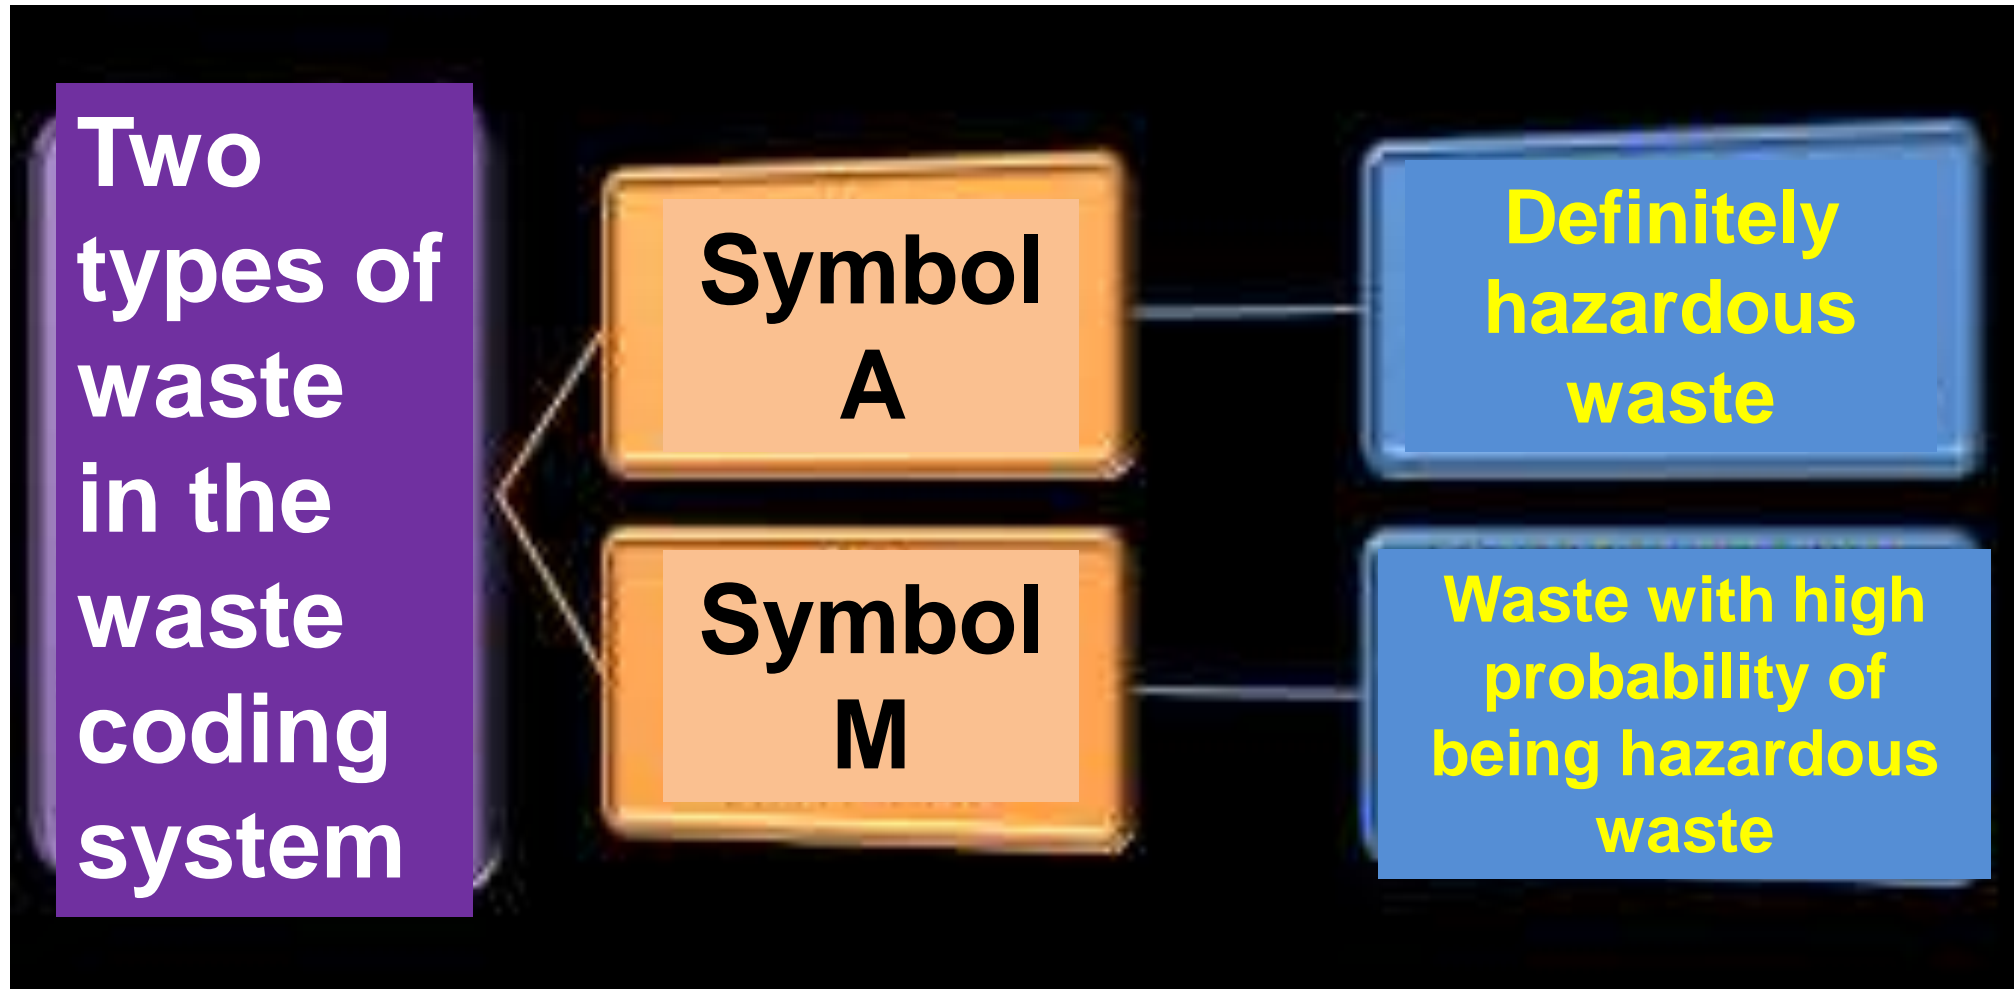 Two
types of
waste
in the
waste
coding
system
Symbol
A
Definitely
hazardous
waste
Symbol
M
Waste with high
probability of
being hazardous
waste